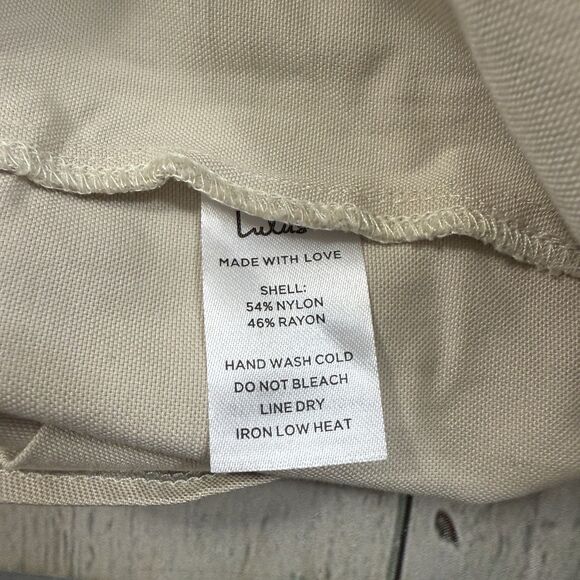 Lulus
MADE WITH LOVE
SHELL:
54% NYLON
46% RAYON
HAND WASH COLD
DO NOT BLEACH
LINE DRY
IRON LOW HEAT